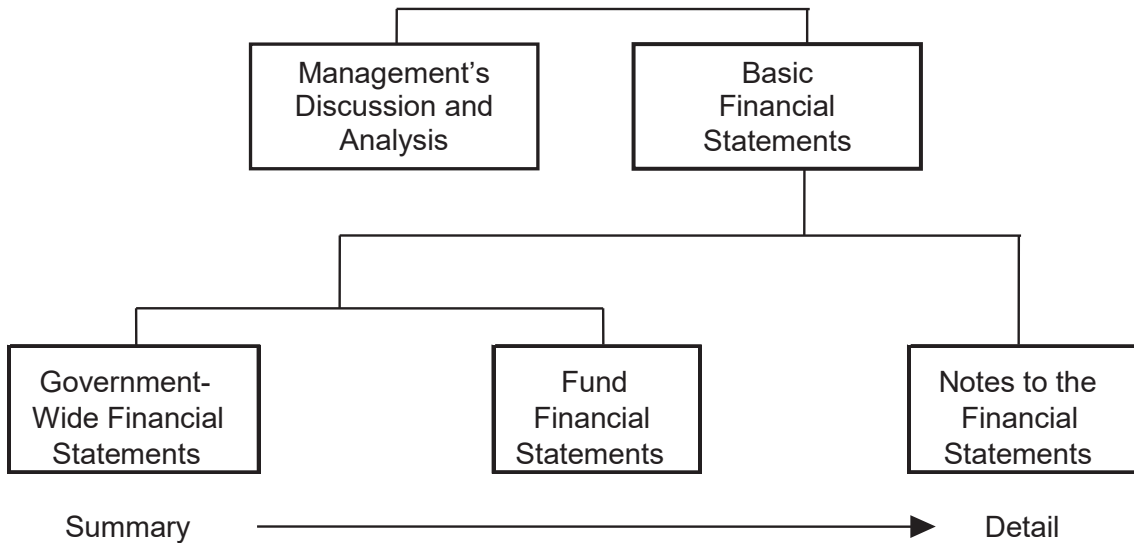 Management’s
Discussion and
Analysis
Basic
Financial
Statements
Government-
Wide Financial
Statements
Fund
Financial
Statements
Notes to the
Financial
Statements
Summary
Detail